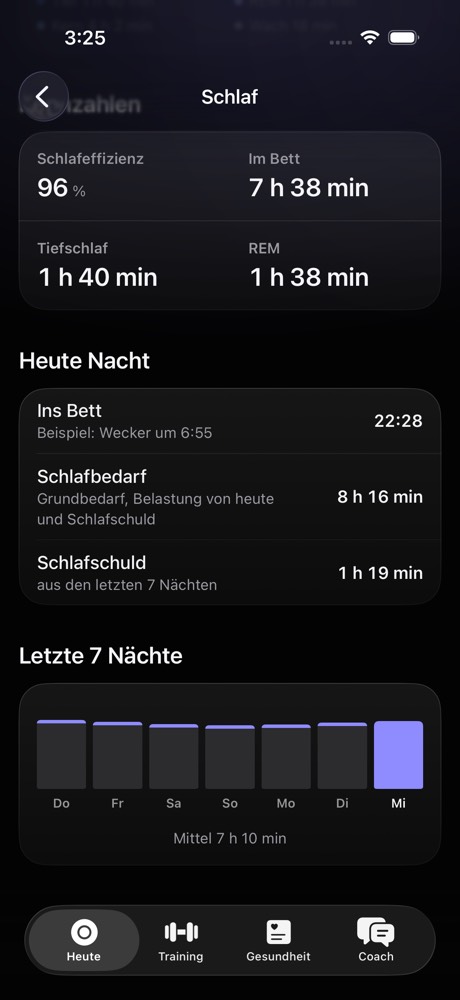 3:25
Schlaf
Schlafeffizienz
96 %
Im Bett
7 h 38 min
Tiefschlaf
1 h 40 min
REM
1 h 38 min
Heute Nacht
Ins Bett
Beispiel: Wecker um 6:55
22:28
Schlafbedarf
Grundbedarf, Belastung von heute
und Schlafschuld
8 h 16 min
Schlafschuld
aus den letzten 7 Nächten
1 h 19 min
Letzte 7 Nächte
Do Fr Sa So Mo Di Mi
Mittel 7 h 10 min
Heute Training Gesundheit Coach